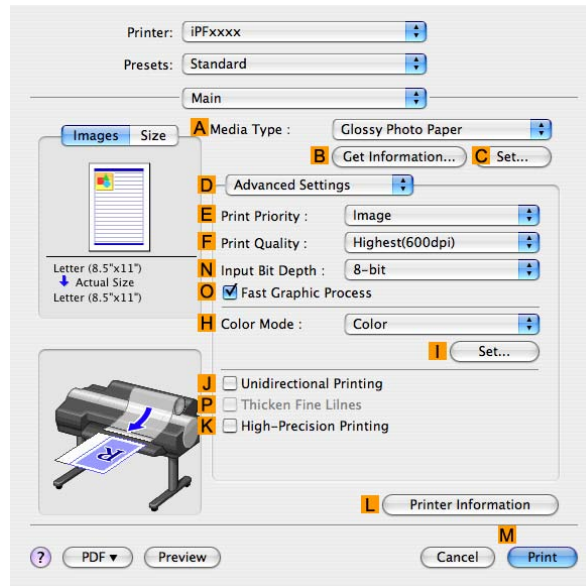 Printer: iPFxxxx
Presets: Standard
Main
Images Size
A Media Type : Glossy Photo Paper
B Get Information... C Set...
D Advanced Settings
E Print Priority : Image
F Print Quality : Highest(600dpi)
N Input Bit Depth : 8-bit
O Fast Graphic Process
Letter (8.5"x11")
Actual Size
Letter (8.5"x11")
H Color Mode : Color
I Set...
J Unidirectional Printing
P Thicken Fine Lilnes
K High-Precision Printing
R
L Printer Information
M
? PDF Preview Cancel Print